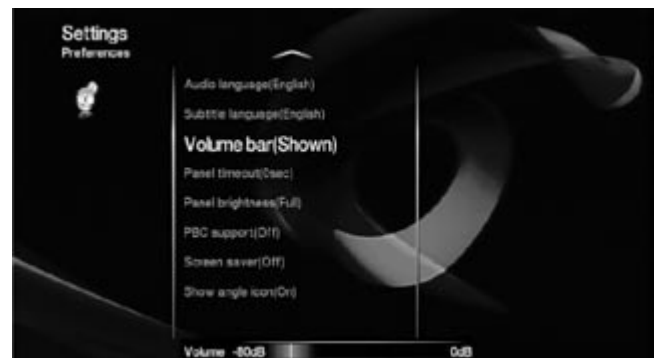 Settings
Preferences
Audio language(English)
Subtitle language(English)
Volume bar(Shown)
Panel timeout(0sec)
Panel brightness(Full)
PBC support(Off)
Screen saver(Off)
Show angle icon(On)
Volume -80dB 0dB